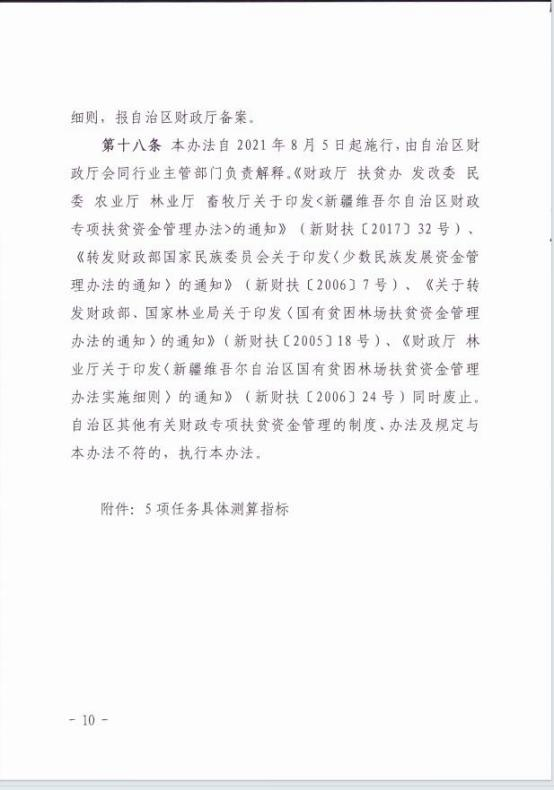 细则，报自治区财政厅备案。
第十八条 本办法自 2021 年 8 月 5 日起施行，由自治区财
政厅会同行业主管部门负责解释。《财政厅 扶贫办 发改委 民
委 农业厅 林业厅 畜牧厅关于印发<新疆维吾尔自治区财政
专项扶贫资金管理办法>的通知》（新财扶〔2017〕32 号）、
《转发财政部国家民族委员会关于印发〈少数民族发展资金管
理办法的通知〉的通知》（新财扶〔2006〕7 号）、《关于转
发财政部、国家林业局关于印发〈国有贫困林场扶贫资金管理
办法的通知〉的通知》（新财扶〔2005〕18 号）、《财政厅 林
业厅关于印发〈新疆维吾尔自治区国有贫困林场扶贫资金管理
办法实施细则〉的通知》（新财扶〔2006〕24 号）同时废止。
自治区其他有关财政专项扶贫资金管理的制度、办法及规定与
本办法不符的，执行本办法。
附件：5 项任务具体测算指标
- 10 -